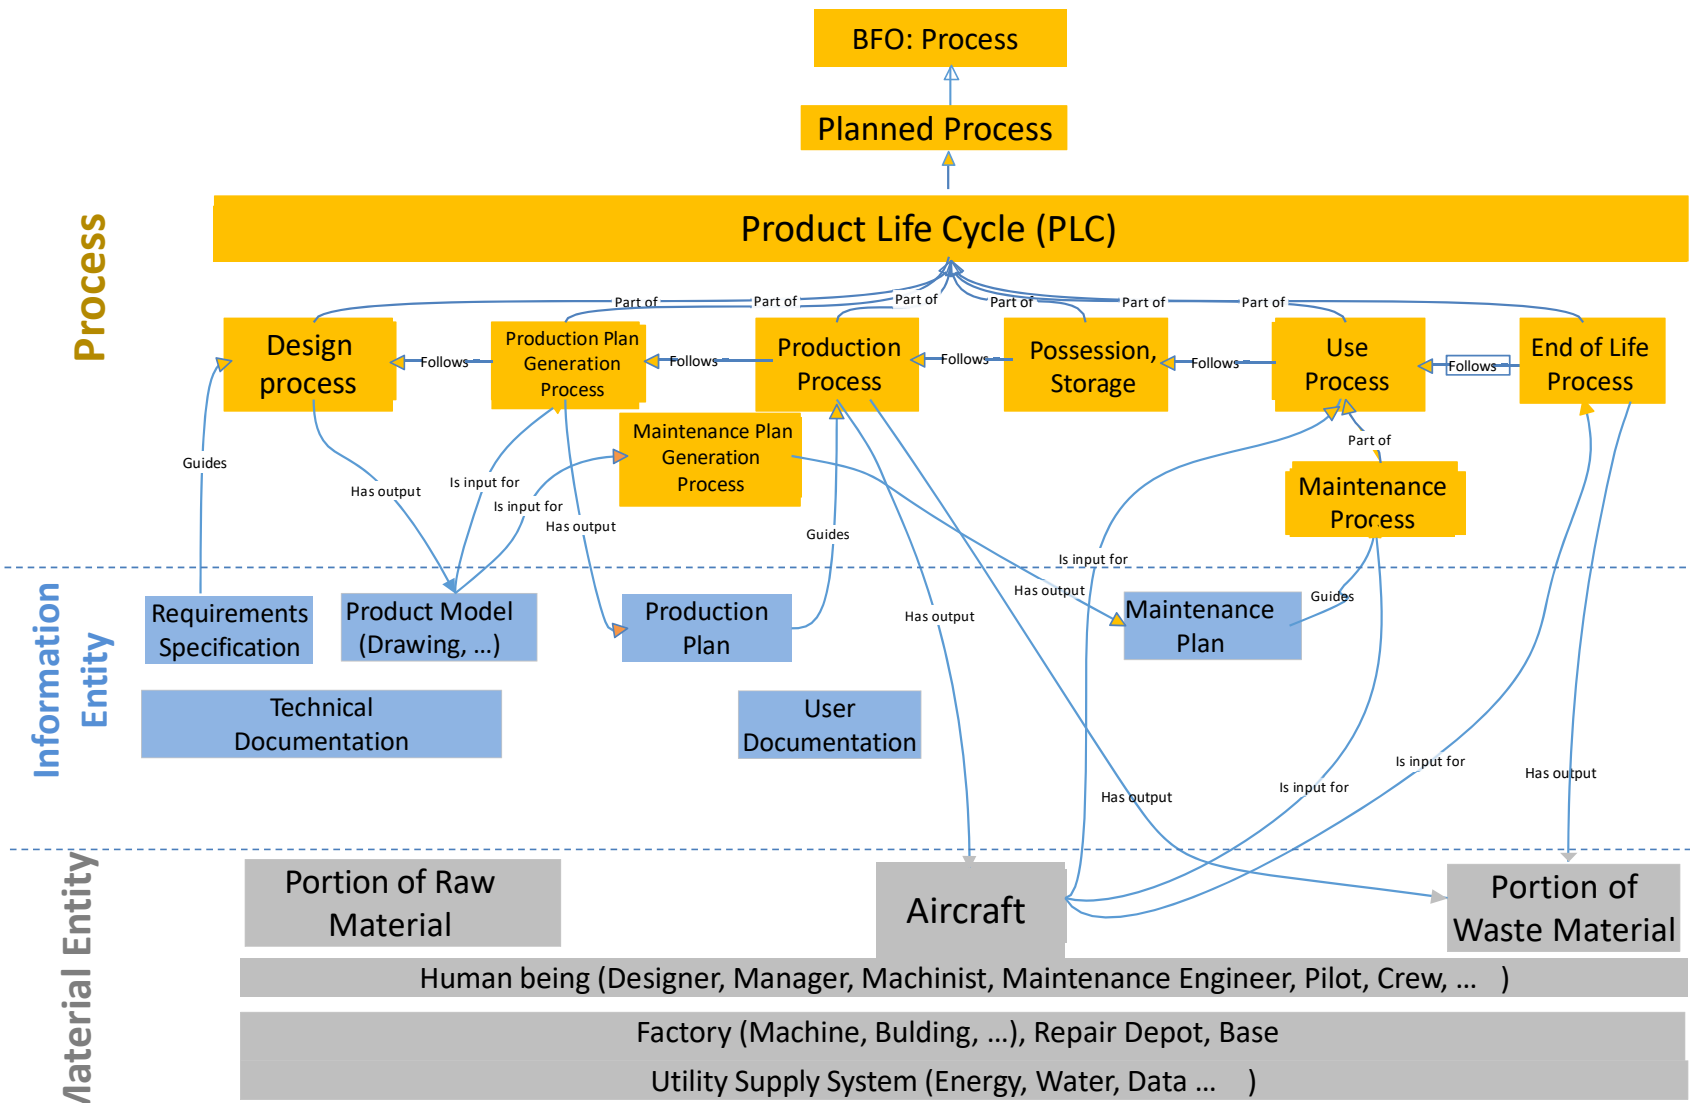 BFO: Process
Planned Process
Product Life Cycle (PLC)
Process
Part of
Part of
Part of
Part of
Part of
Part of
Design
process
Follows
Production Plan
Generation
Process
Follows
Production
Process
Follows
Possession,
Storage
Follows
Use
Process
Follows
End of Life
Process
Maintenance Plan
Generation
Process
Part of
Maintenance
Process
Guides
Has output
Is input for
Is input for
Has output
Guides
Is input for
Has output
Guides
Has output
Information
Entity
Requirements
Specification
Product Model
(Drawing, ...)
Production
Plan
Maintenance
Plan
Technical
Documentation
User
Documentation
Is input for
Has output
Is input for
Has output
Material Entity
Portion of Raw
Material
Aircraft
Portion of
Waste Material
Human being (Designer, Manager, Machinist, Maintenance Engineer, Pilot, Crew, ... )
Factory (Machine, Bulding, ...), Repair Depot, Base
Utility Supply System (Energy, Water, Data ... )